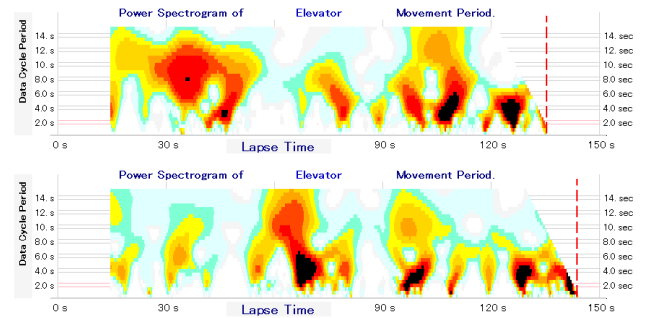 Power Spectrogram of Elevator Movement Period.
Data Cycle Period
14. s 14. sec
12. s 12. sec
10. s 10. sec
8.0 s 8.0 sec
6.0 s 6.0 sec
4.0 s 4.0 sec
2.0 s 2.0 sec
0 s 30 s Lapse Time 90 s 120 s 150 s
Power Spectrogram of Elevator Movement Period.
Data Cycle Period
14. s 14. sec
12. s 12. sec
10. s 10. sec
8.0 s 8.0 sec
6.0 s 6.0 sec
4.0 s 4.0 sec
2.0 s 2.0 sec
0 s 30 s Lapse Time 90 s 120 s 150 s